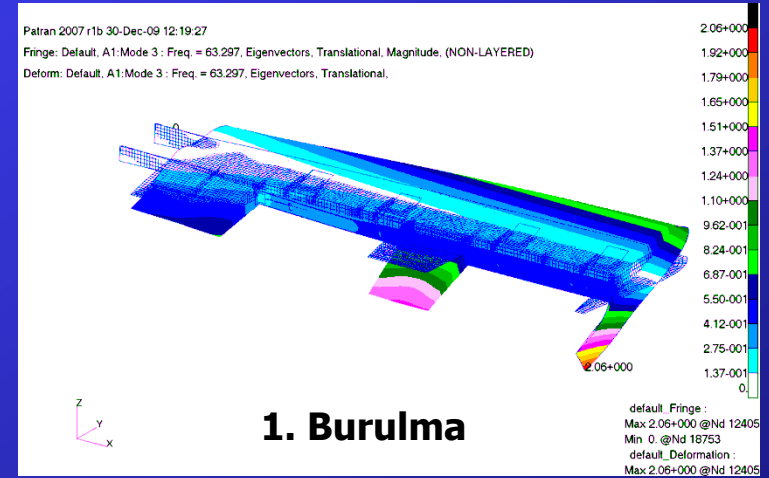 Patran 2007 r1b 30-Dec-09 12:19:27
Fringe: Default, A1:Mode 3 : Freq. = 63.297, Eigenvectors, Translational, Magnitude, (NON-LAYERED)
Deform: Default, A1:Mode 3 : Freq. = 63.297, Eigenvectors, Translational,
2.06+000
1.92+000
1.79+000
1.65+000
1.51+000
1.37+000
1.24+000
1.10+000
9.62-001
8.24-001
6.87-001
5.50-001
4.12-001
2.75-001
1.37-001
0.
0
2.06+000
Z
Y
X
1. Burulma
default_Fringe :
Max 2.06+000 @Nd 12405
Min 0. @Nd 18753
default_Deformation :
Max 2.06+000 @Nd 12405